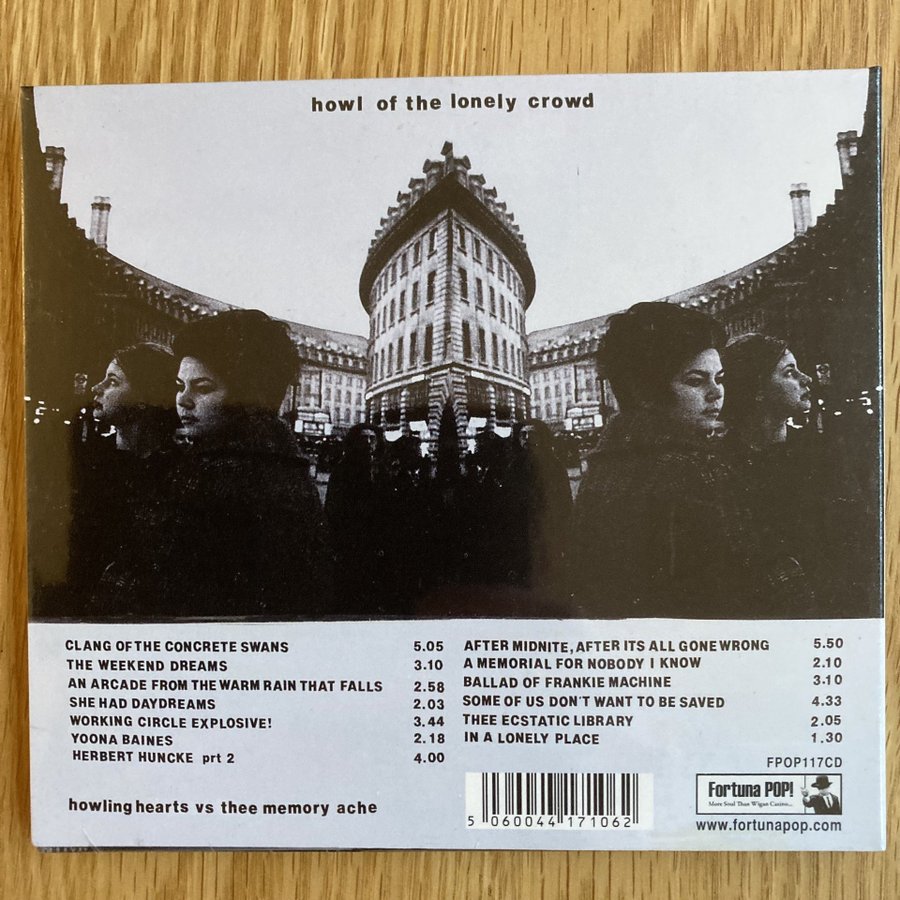 howl of the lonely crowd
CLANG OF THE CONCRETE SWANS 5.05
THE WEEKEND DREAMS 3.10
AN ARCADE FROM THE WARM RAIN THAT FALLS 2.58
SHE HAD DAYDREAMS 2.03
WORKING CIRCLE EXPLOSIVE! 3.44
YOONA BAINES 2.18
HERBERT HUNCKE prt 2 4.00
howling hearts vs thee memory ache
AFTER MIDNITE, AFTER ITS ALL GONE WRONG 5.50
A MEMORIAL FOR NOBODY I KNOW 2.10
BALLAD OF FRANKIE MACHINE 3.10
SOME OF US DON'T WANT TO BE SAVED 4.33
THEE ECSTATIC LIBRARY 2.05
IN A LONELY PLACE 1.30
FPOP117CD
5 060044 171062
Fortuna POP!
More Soul Than Wigan Casino...
www.fortunapop.com